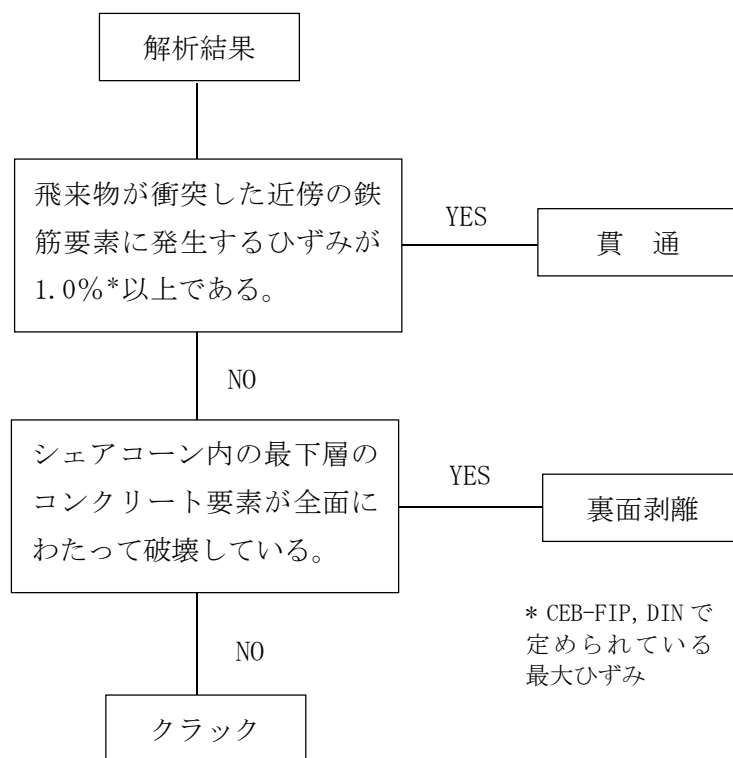 解析結果
飛来物が衝突した近傍の鉄
筋要素に発生するひずみが
1.0%*以上である。
YES
貫 通
NO
シェアコーン内の最下層の
コンクリート要素が全面に
わたって破壊している。
YES
裏面剥離
NO
* CEB-FIP, DIN で
定められている
最大ひずみ
クラック